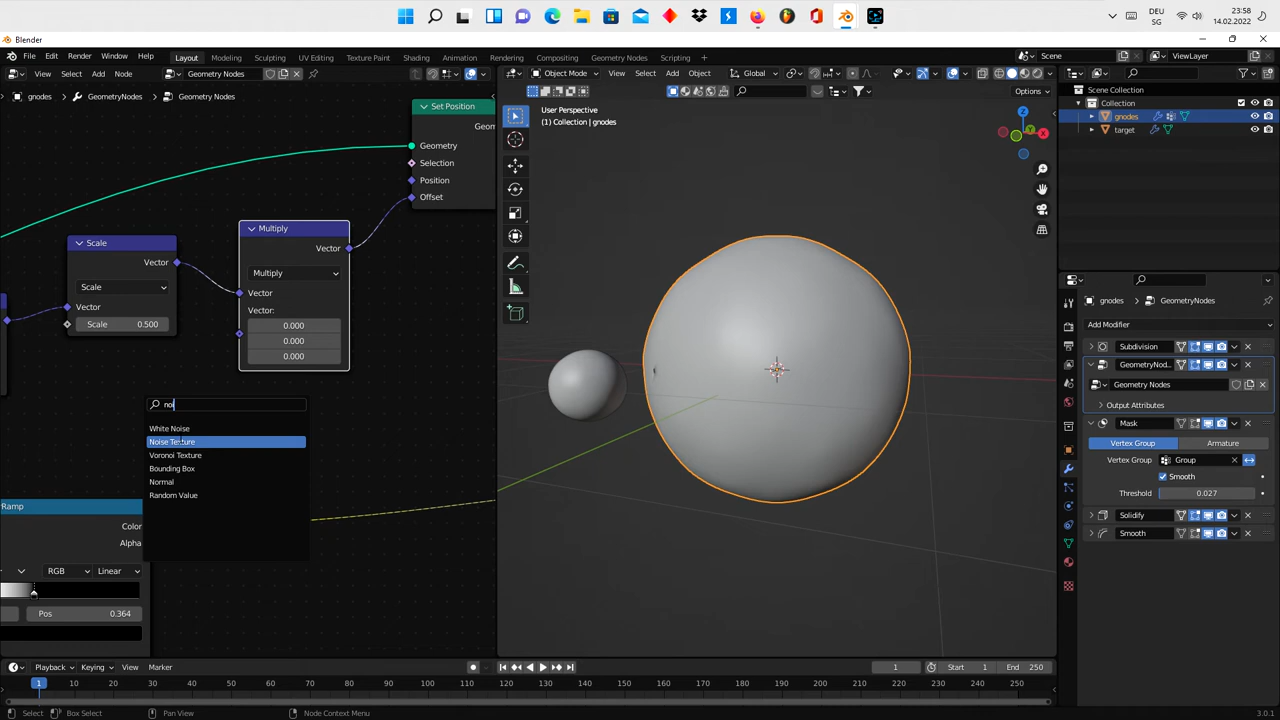 DEU
SG
23:58
14.02.2022
Blender
File
Edit
Render
Window
Help
Layout
Modeling
Sculpting
UV Editing
Texture Paint
Shading
Animation
Rendering
Compositing
Geometry Nodes
Scripting
Scene
ViewLayer
View
Select
Add
Node
Geometry Nodes
Object Mode
View
Select
Add
Object
Global
Options
gnodes
GeometryNodes
Geometry Nodes
Set Position
Geom
Geometry
Selection
Position
Offset
Scale
Vector
Scale
Vector
Scale
0.500
Multiply
Vector
Multiply
Vector
Vector:
0.000
0.000
0.000
noi
White Noise
Noise Texture
Voronoi Texture
Bounding Box
Normal
Random Value
Ramp
Color
Alpha
RGB
Linear
Pos
0.364
User Perspective
(1) Collection | gnodes
Z
X
Scene Collection
Collection
gnodes
target
gnodes
GeometryNodes
Add Modifier
Subdivision
GeometryNod..
Geometry Nodes
Output Attributes
Mask
Vertex Group
Armature
Vertex Group
Group
Smooth
Threshold
0.027
Solidify
Smooth
Playback
Keying
View
Marker
1
Start
1
End
250
1
10
20
30
40
50
60
70
80
90
100
110
120
130
140
150
160
170
180
190
200
210
220
230
240
250
Select
Box Select
Pan View
Node Context Menu
3.0.1